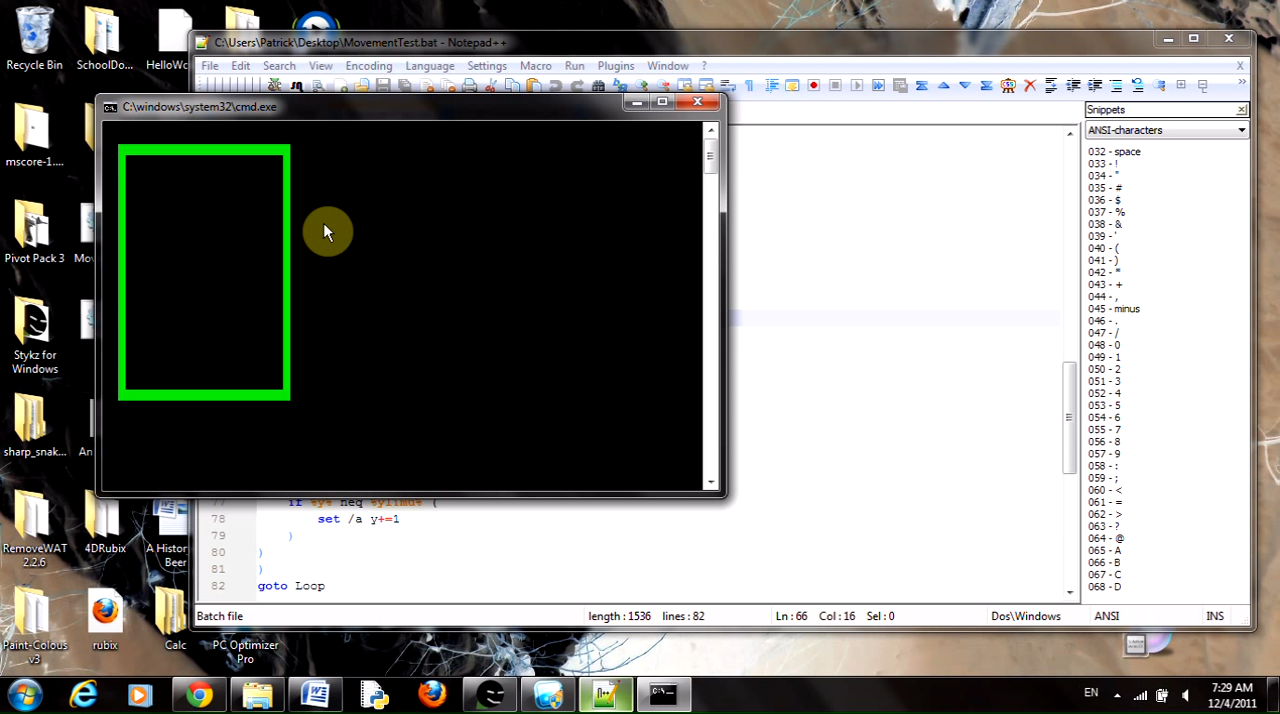 C:\Users\Patrick\Desktop\MovementTest.bat - Notepad++
File Edit Search View Encoding Language Settings Macro Run Plugins Window ?
C:\windows\system32\cmd.exe
Snippets
ANSI-characters
032 - space
033 - !
034 - "
035 - #
036 - $
037 - %
038 - &
039 - '
040 - (
041 - )
042 - *
043 - +
044 - ,
045 - minus
046 - .
047 - /
048 - 0
049 - 1
050 - 2
051 - 3
052 - 4
053 - 5
054 - 6
055 - 7
056 - 8
057 - 9
058 - :
059 - ;
060 - <
061 - =
062 - >
063 - ?
064 - @
065 - A
066 - B
067 - C
068 - D
77 if %y% neq %ylimu% (
78 set /a y+=1
79 )
80 )
81 )
82 goto Loop
Batch file length : 1536 lines : 82 Ln : 66 Col : 16 Sel : 0 Dos\Windows ANSI INS
Recycle Bin
SchoolDo...
mscore-1....
Pivot Pack 3
Stykz for
Windows
sharp_snak...
RemoveWAT
2.2.6
4DRubix
A History
Beer
Paint-Colous
v3
rubix
Calc
PC Optimizer
Pro
EN
7:29 AM
12/4/2011